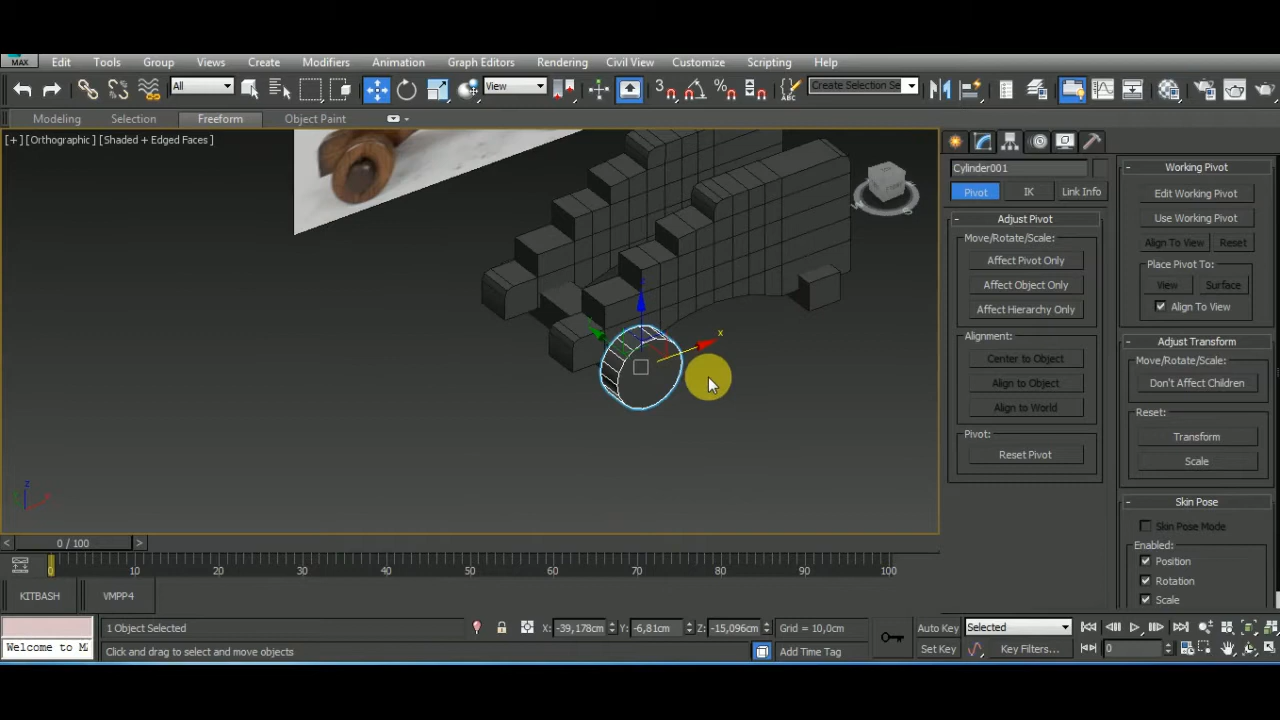 MAX
Edit Tools Group Views Create Modifiers Animation Graph Editors Rendering Civil View Customize Scripting Help
All View 3 Create Selection Se
Modeling Selection Freeform Object Paint
[+] [Orthographic] [Shaded + Edged Faces]
Cylinder001
Pivot IK Link Info
Adjust Pivot
Move/Rotate/Scale:
Affect Pivot Only
Affect Object Only
Affect Hierarchy Only
Alignment:
Center to Object
Align to Object
Align to World
Pivot:
Reset Pivot
Working Pivot
Edit Working Pivot
Use Working Pivot
Align To View Reset
Place Pivot To:
View Surface
Align To View
Adjust Transform
Move/Rotate/Scale:
Don't Affect Children
Reset:
Transform
Scale
Skin Pose
Skin Pose Mode
Enabled:
Position
Rotation
Scale
x
z
0 / 100
0 10 20 30 40 50 60 70 80 90 100
KITBASH VMPP4
1 Object Selected X: -39,178cm Y: -6,81cm Z: -15,096cm Grid = 10,0cm Auto Key Selected
Welcome to M Click and drag to select and move objects Add Time Tag Set Key Key Filters... 0